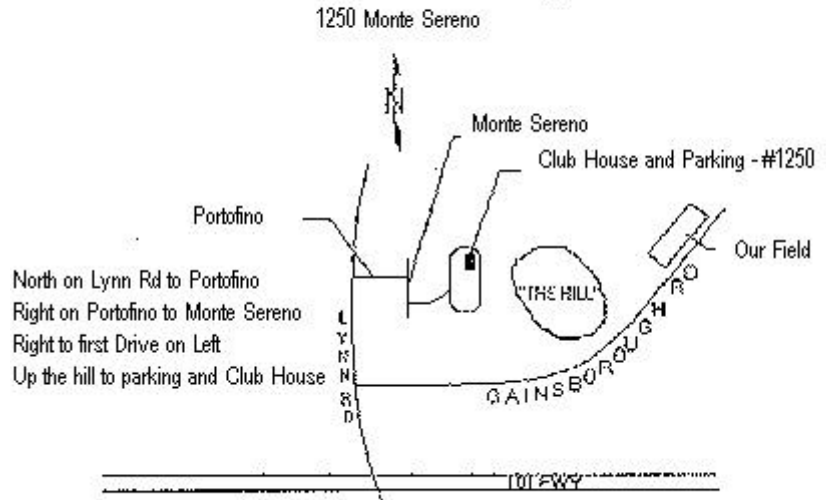 1250 Monte Sereno
N
Monte Sereno
Club House and Parking - #1250
Portofino
Our Field
North on Lynn Rd to Portofino
Right on Portofino to Monte Sereno
Right to first Drive on Left
Up the hill to parking and Club House
"THE HILL"
LYNN RD
GAINSBOROUGH RD
101 FWY